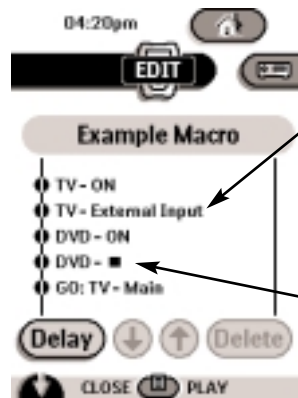 04:20pm
EDIT
Example Macro
TV - ON
TV - External Input
DVD - ON
DVD - ■
GO: TV - Main
Delay Delete
CLOSE PLAY